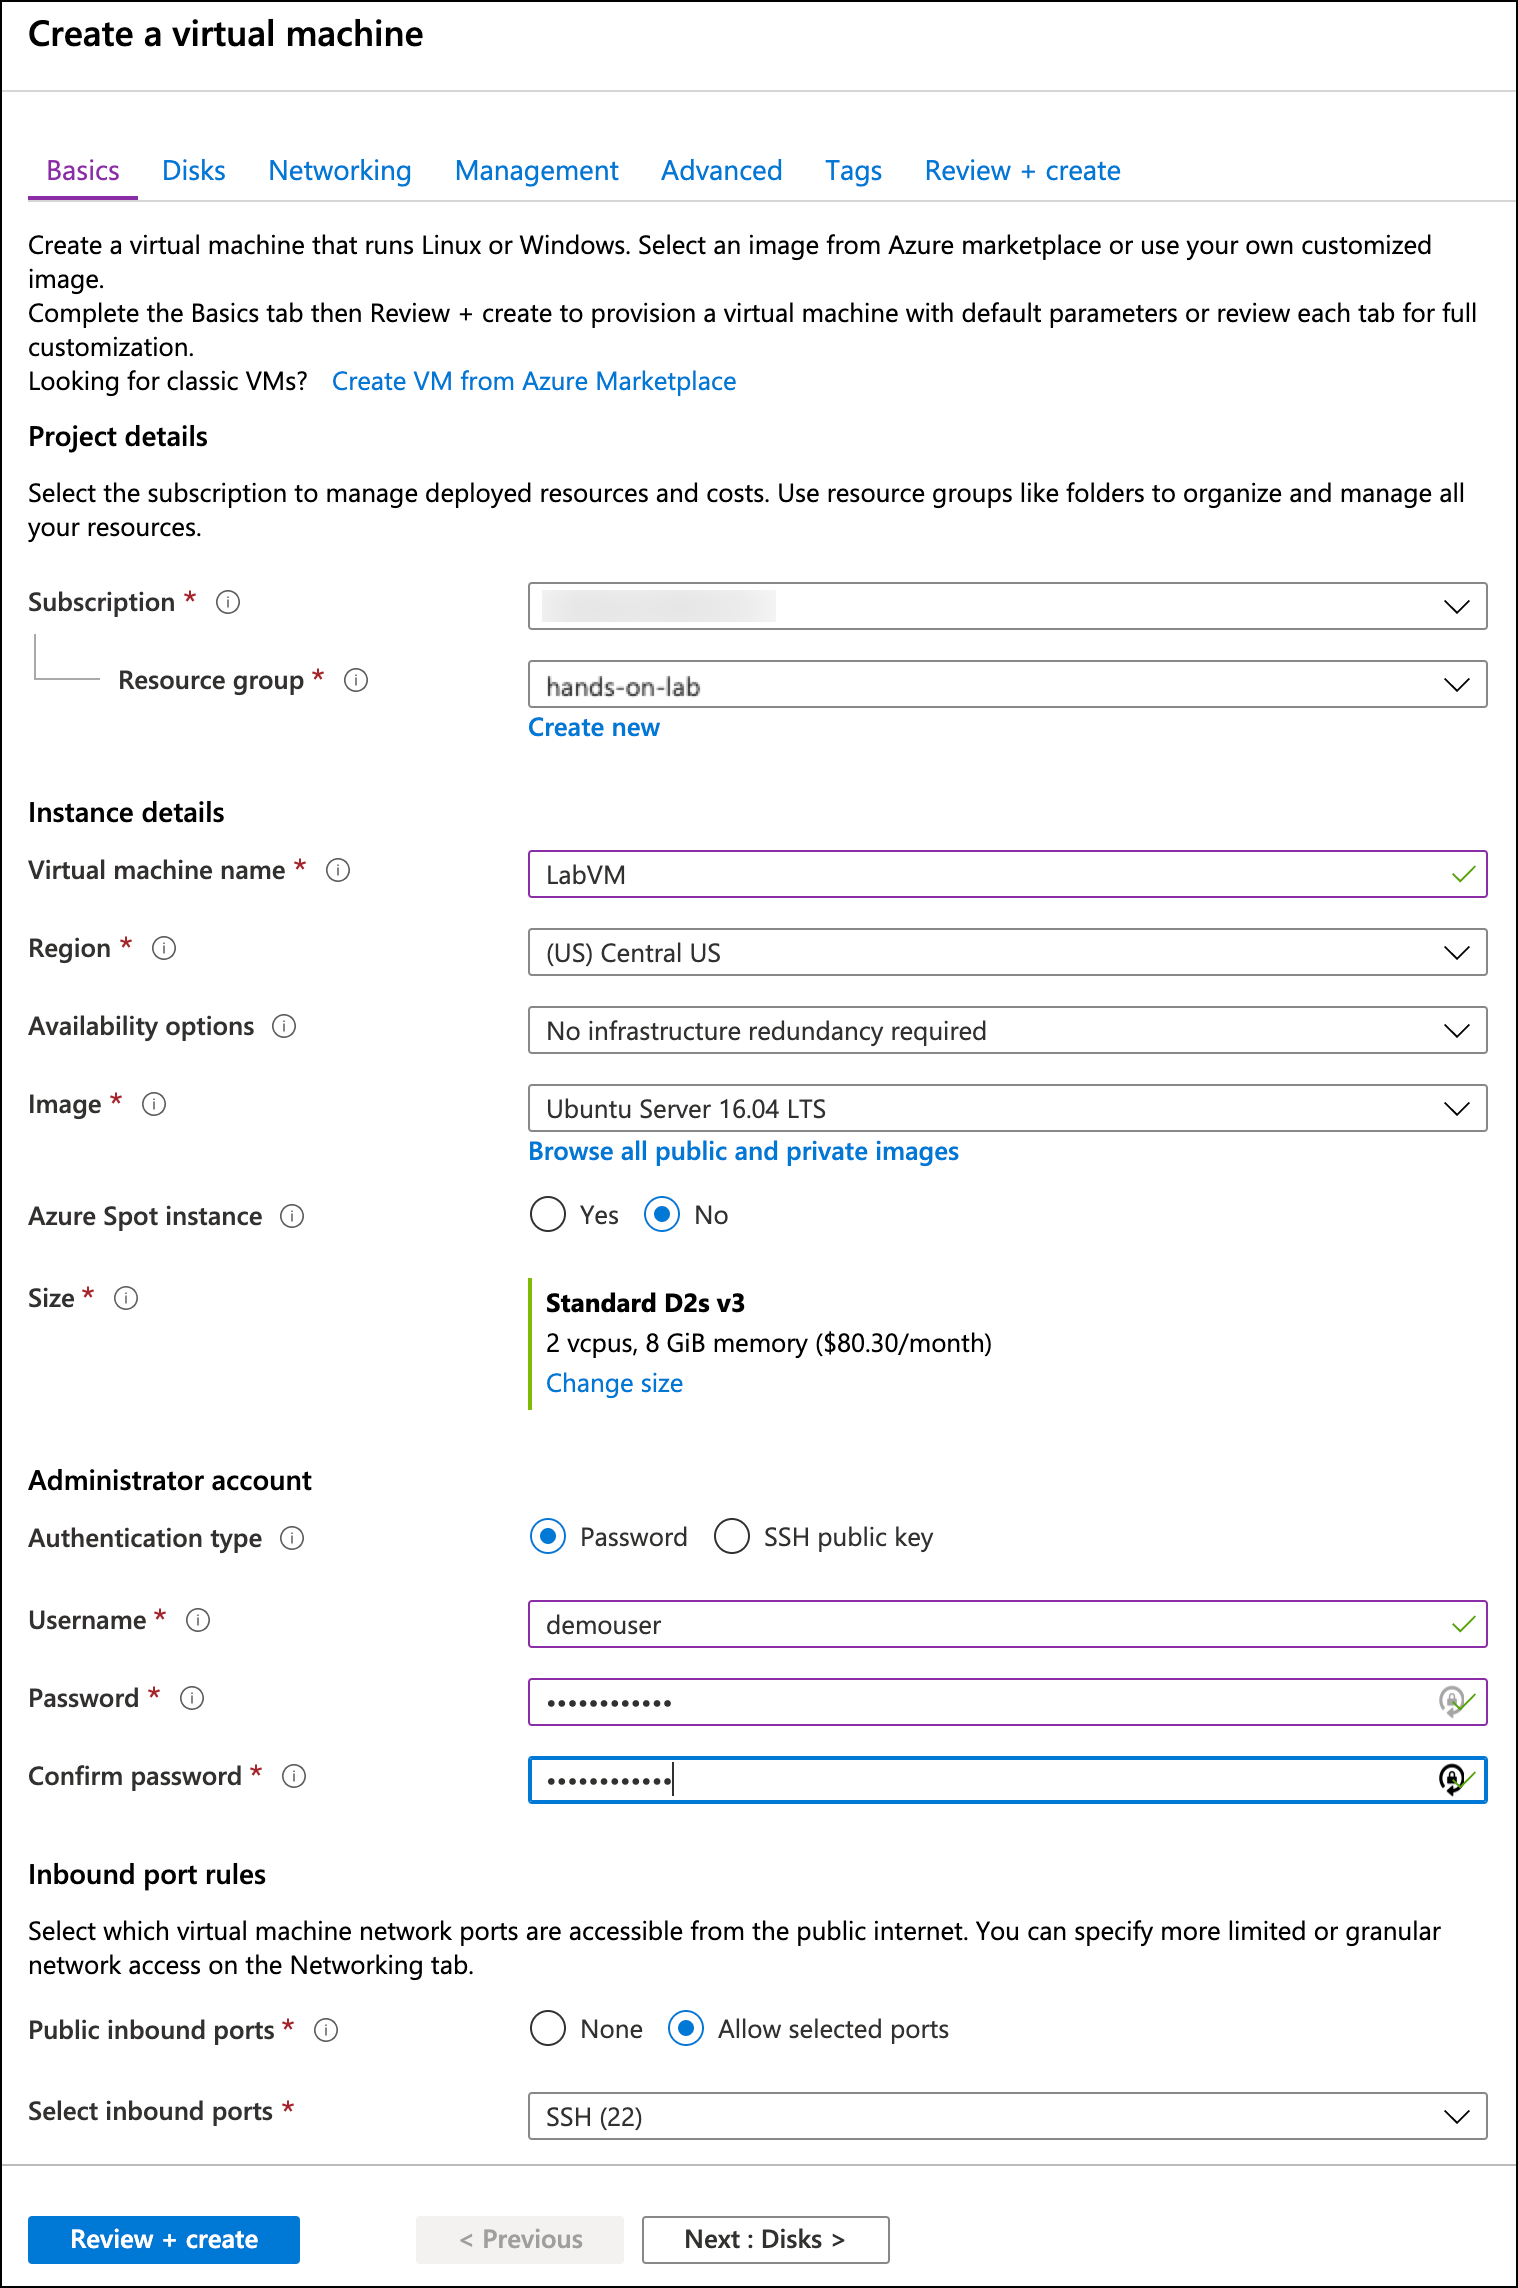 Create a virtual machine
Basics Disks Networking Management Advanced Tags Review + create
Create a virtual machine that runs Linux or Windows. Select an image from Azure marketplace or use your own customized
image.
Complete the Basics tab then Review + create to provision a virtual machine with default parameters or review each tab for full
customization.
Looking for classic VMs? Create VM from Azure Marketplace
Project details
Select the subscription to manage deployed resources and costs. Use resource groups like folders to organize and manage all
your resources.
Subscription *
Resource group * hands-on-lab
Create new
Instance details
Virtual machine name * LabVM
Region * (US) Central US
Availability options No infrastructure redundancy required
Image * Ubuntu Server 16.04 LTS
Browse all public and private images
Azure Spot instance Yes No
Size * Standard D2s v3
2 vcpus, 8 GiB memory ($80.30/month)
Change size
Administrator account
Authentication type Password SSH public key
Username * demouser
Password * ••••••••••••
Confirm password * ••••••••••••
Inbound port rules
Select which virtual machine network ports are accessible from the public internet. You can specify more limited or granular
network access on the Networking tab.
Public inbound ports * None Allow selected ports
Select inbound ports * SSH (22)
Review + create < Previous Next : Disks >